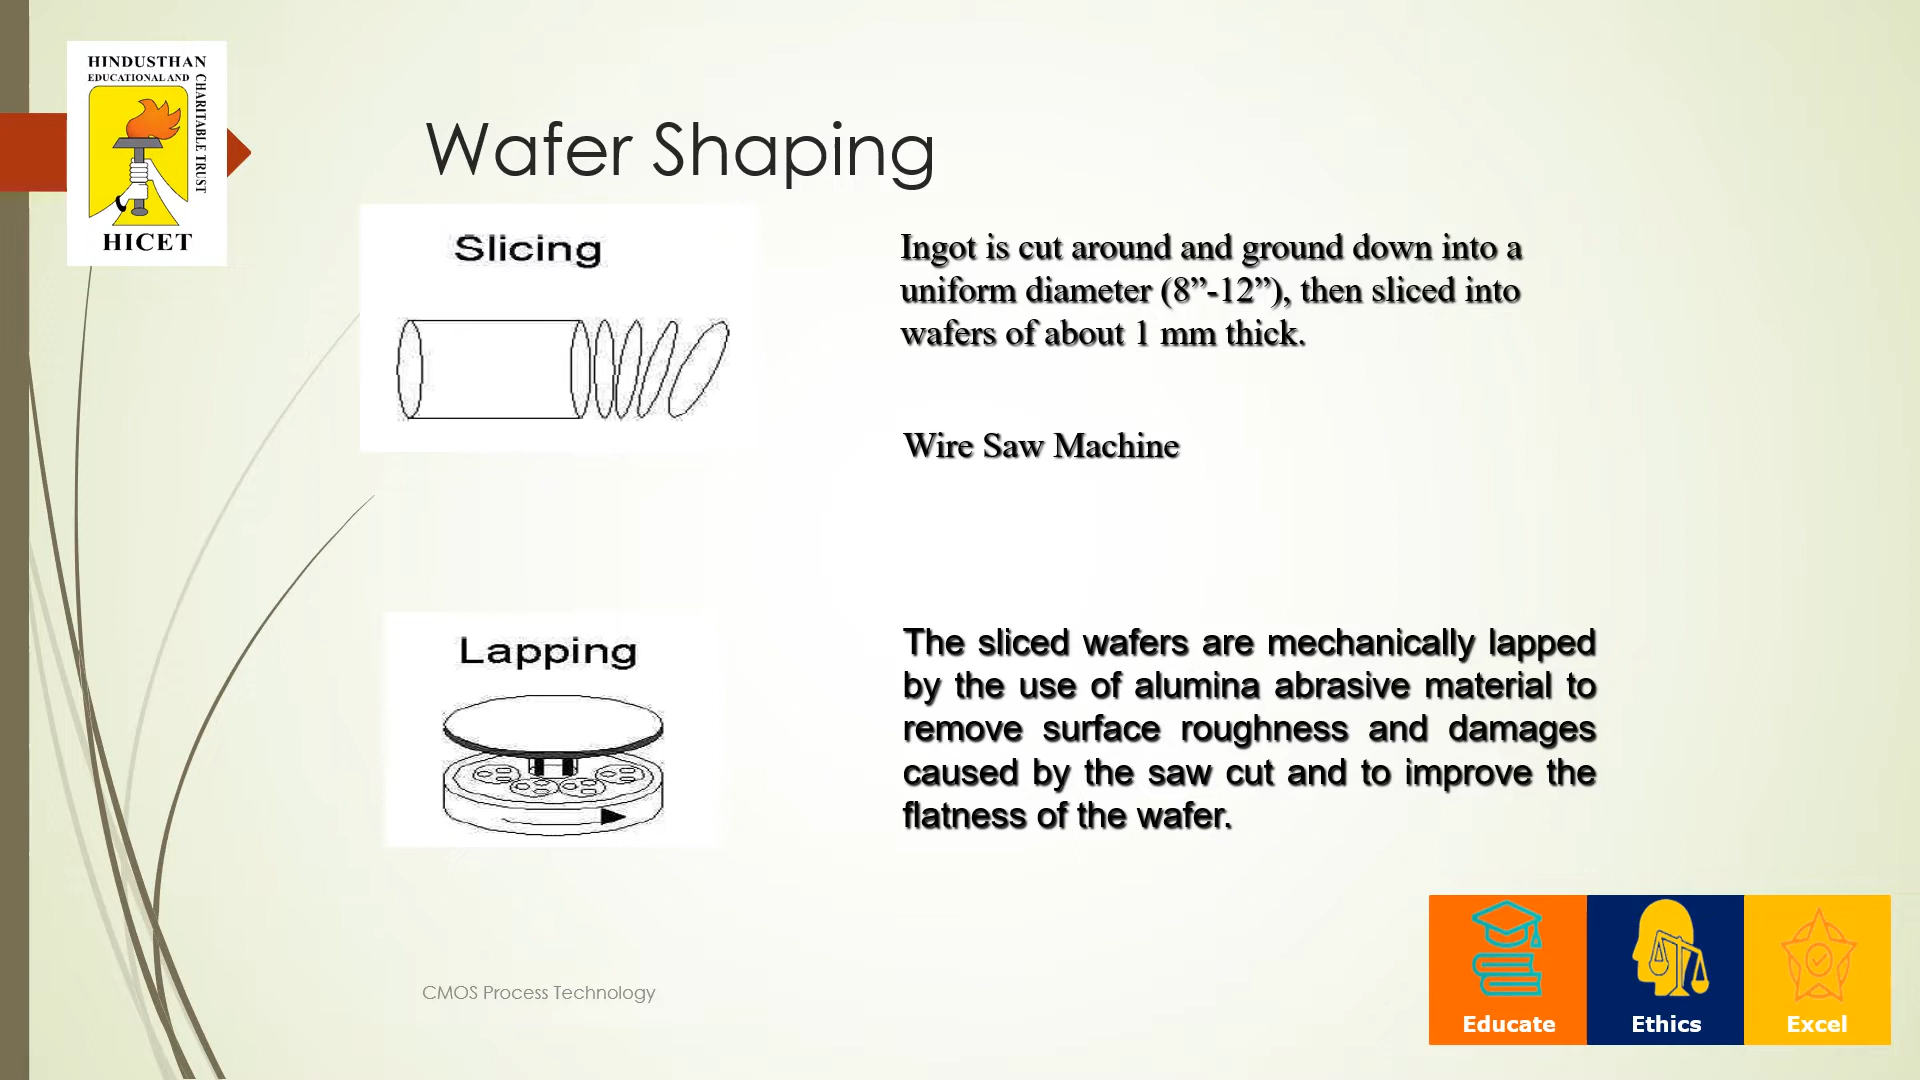 HINDUSTHAN
EDUCATIONAL AND
CHARITABLE TRUST
HICET
Wafer Shaping
Slicing
Ingot is cut around and ground down into a
uniform diameter (8”-12”), then sliced into
wafers of about 1 mm thick.
Wire Saw Machine
Lapping
The sliced wafers are mechanically lapped
by the use of alumina abrasive material to
remove surface roughness and damages
caused by the saw cut and to improve the
flatness of the wafer.
CMOS Process Technology
Educate
Ethics
Excel